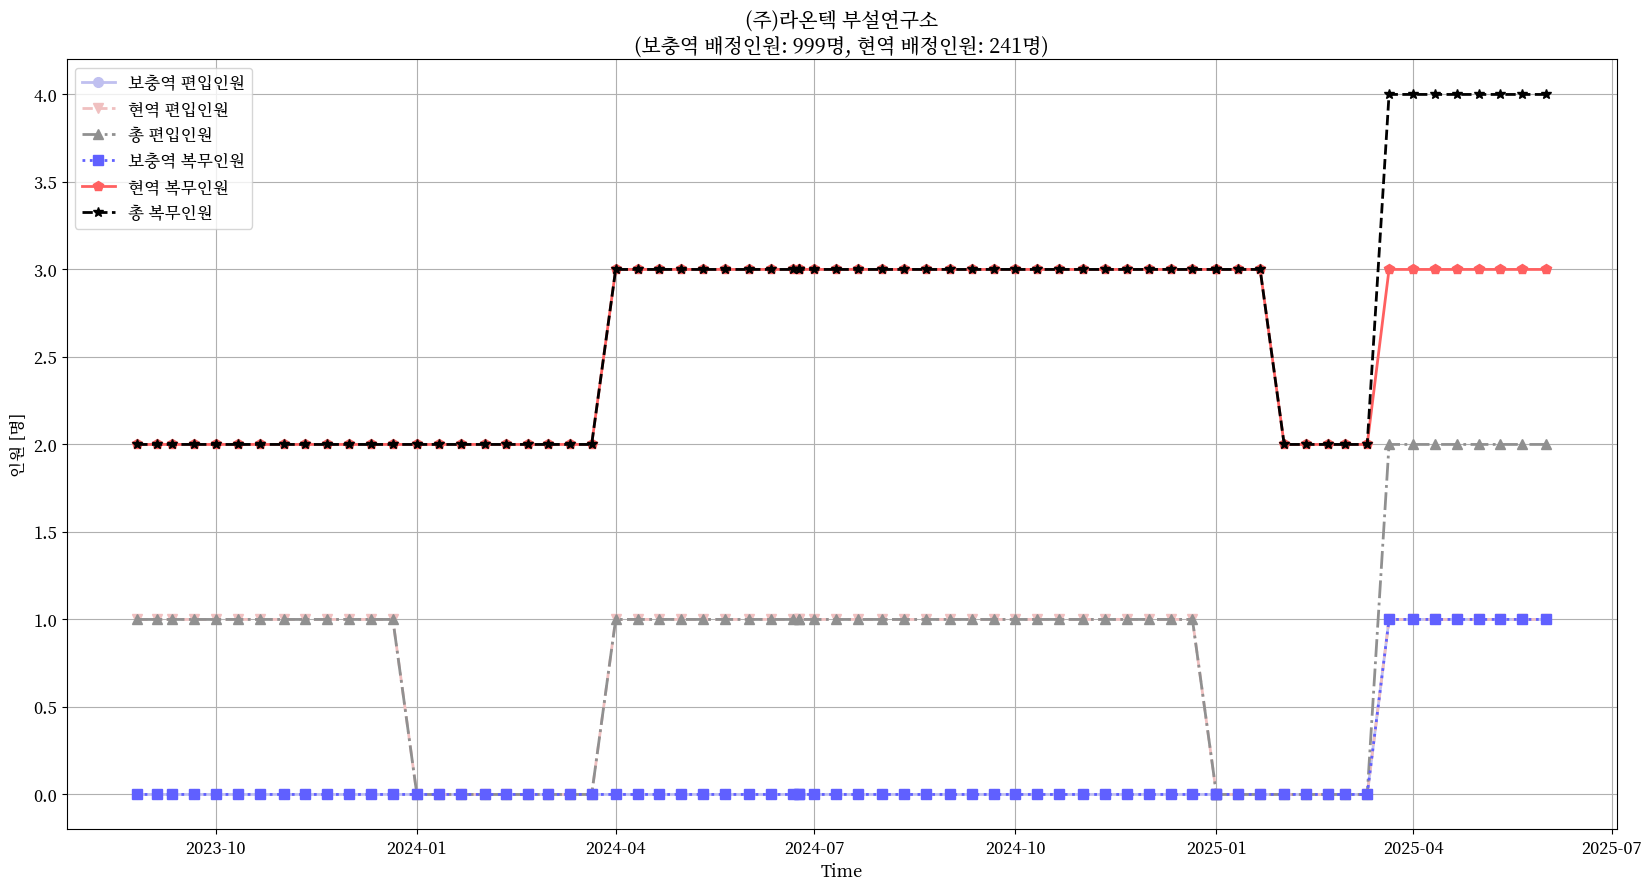 (주)라온텍 부설연구소
(보충역 배정인원: 999명, 현역 배정인원: 241명)
보충역 편입인원
현역 편입인원
총 편입인원
보충역 복무인원
현역 복무인원
총 복무인원
4.0
3.5
3.0
2.5
2.0
1.5
1.0
0.5
0.0
인원 [명]
2023-10
2024-01
2024-04
2024-07
2024-10
2025-01
2025-04
2025-07
Time